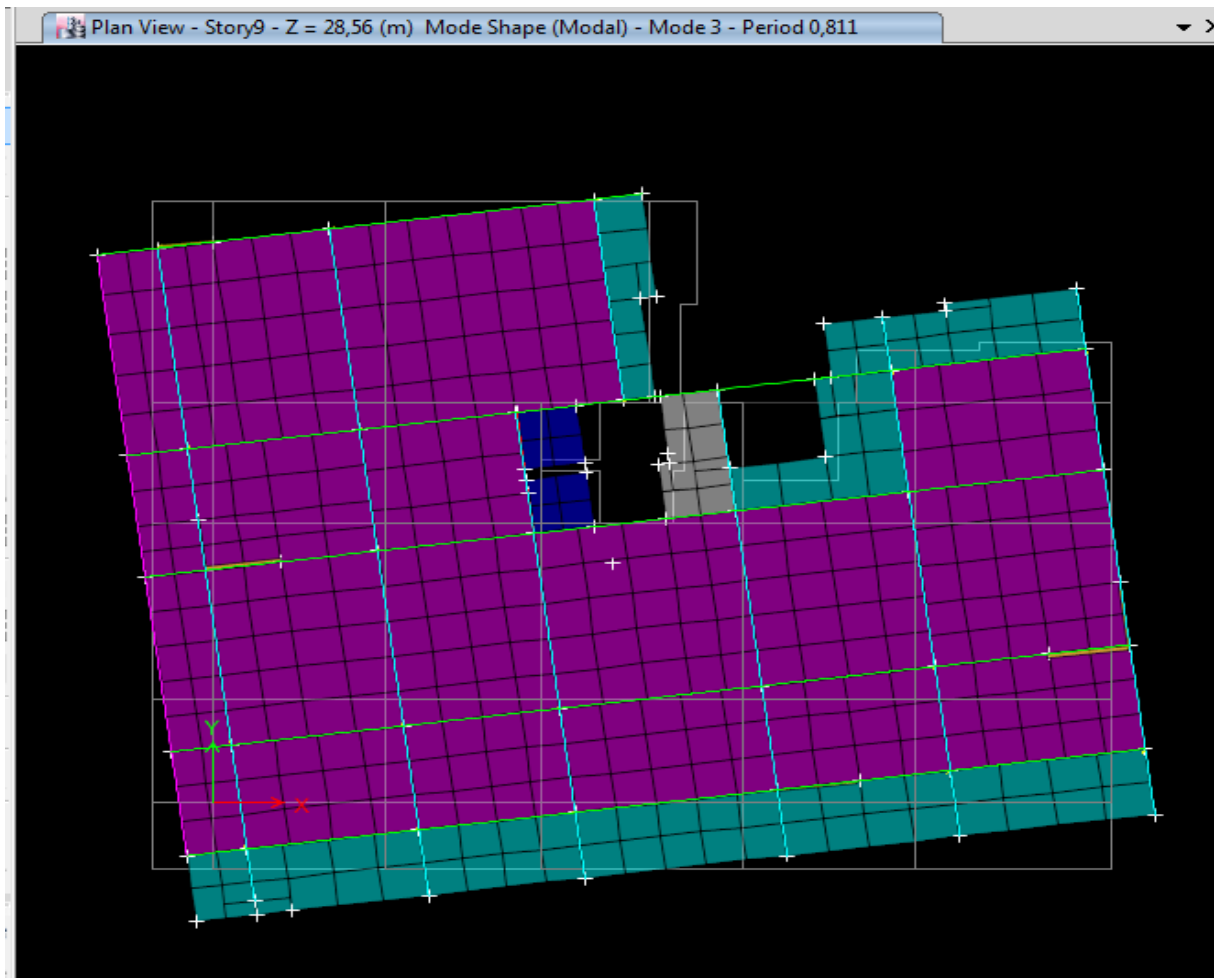 Plan View - Story9 - Z = 28,56 (m)  Mode Shape (Modal) - Mode 3 - Period 0,811
Y
X